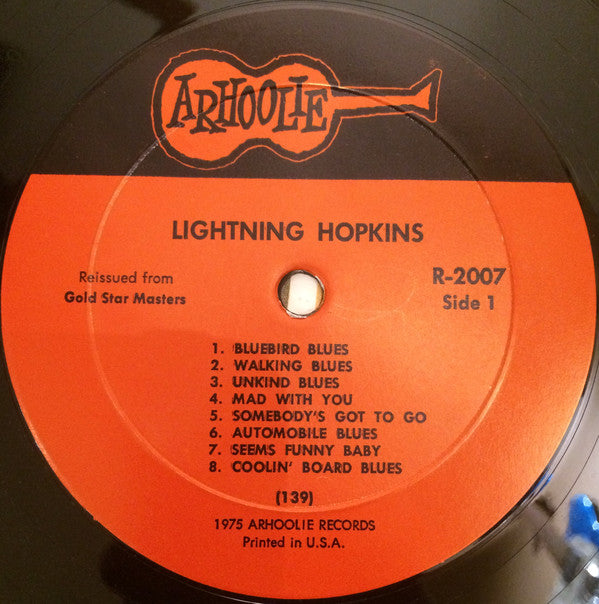 ARHOOLIE
LIGHTNING HOPKINS
Reissued from
Gold Star Masters
R-2007
Side 1
1. BLUEBIRD BLUES
2. WALKING BLUES
3. UNKIND BLUES
4. MAD WITH YOU
5. SOMEBODY'S GOT TO GO
6. AUTOMOBILE BLUES
7. SEEMS FUNNY BABY
8. COOLIN' BOARD BLUES
(139)
1975 ARHOOLIE RECORDS
Printed in U.S.A.